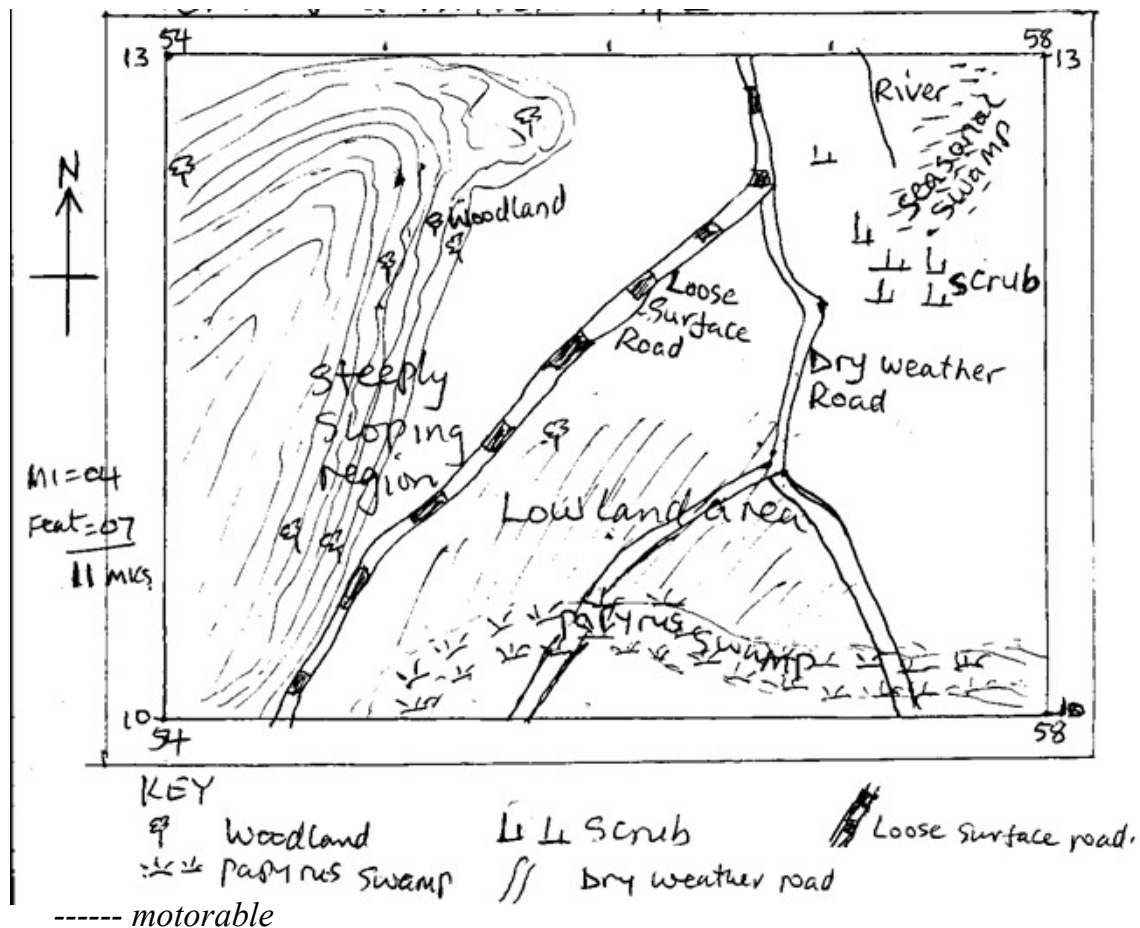 54 58
13 13
N
River
Seasonal
swamp
Woodland
Scrub
Loose
Surface
Road
Dry weather
Road
Steeply
Sloping
region
MI=04
Feat=07
11 mks
Lowland area
Papyrus swamp
10 10
54 58
KEY
Woodland
Scrub
Loose surface road.
papyrus swamp
Dry weather road
------ motorable